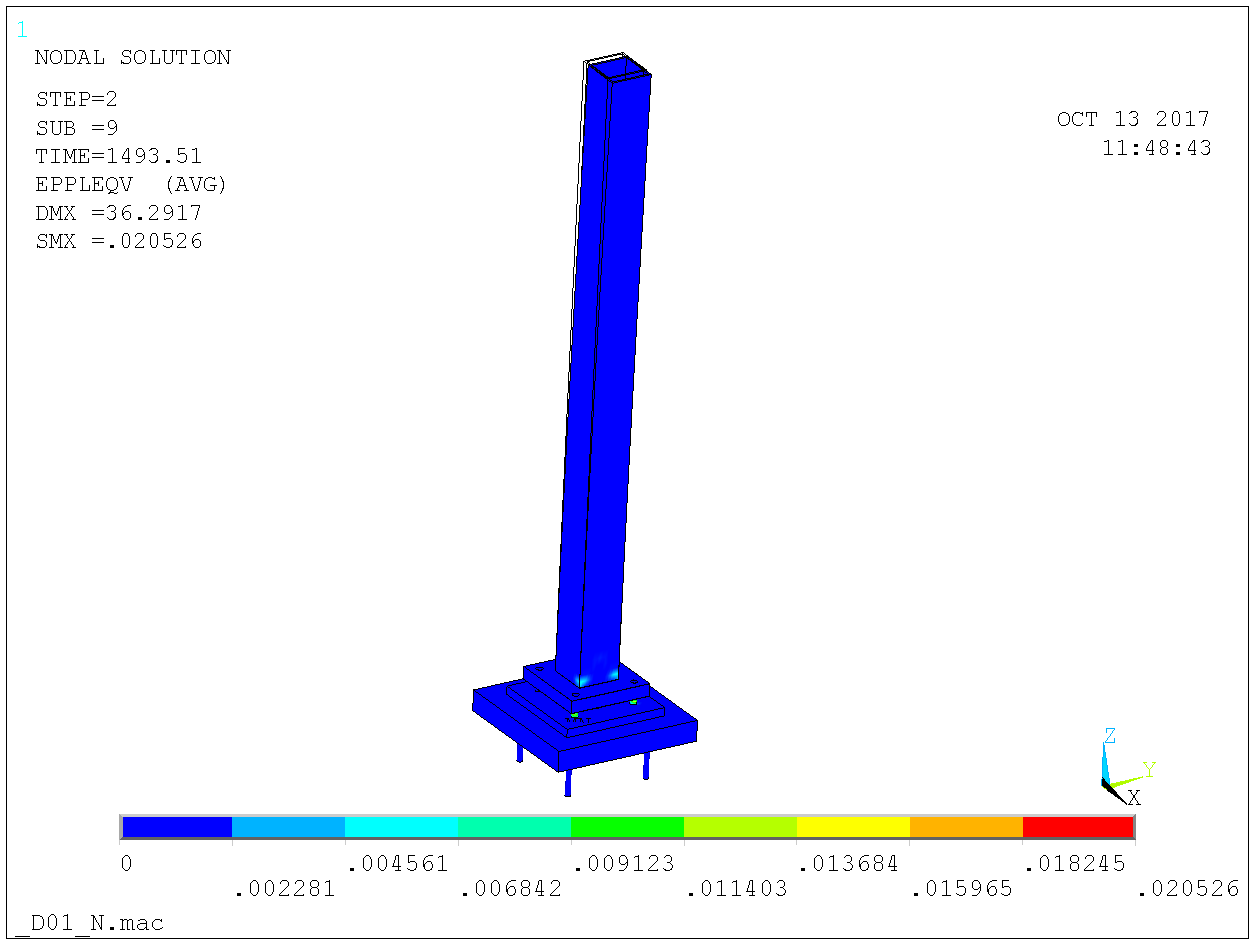 1
NODAL SOLUTION
STEP=2
SUB =9
TIME=1493.51
EPPLEQV  (AVG)
DMX =36.2917
SMX =.020526
OCT 13 2017
11:48:43
Z
Y
X
0 .004561 .009123 .013684 .018245
.002281 .006842 .011403 .015965 .020526
_D01_N.mac